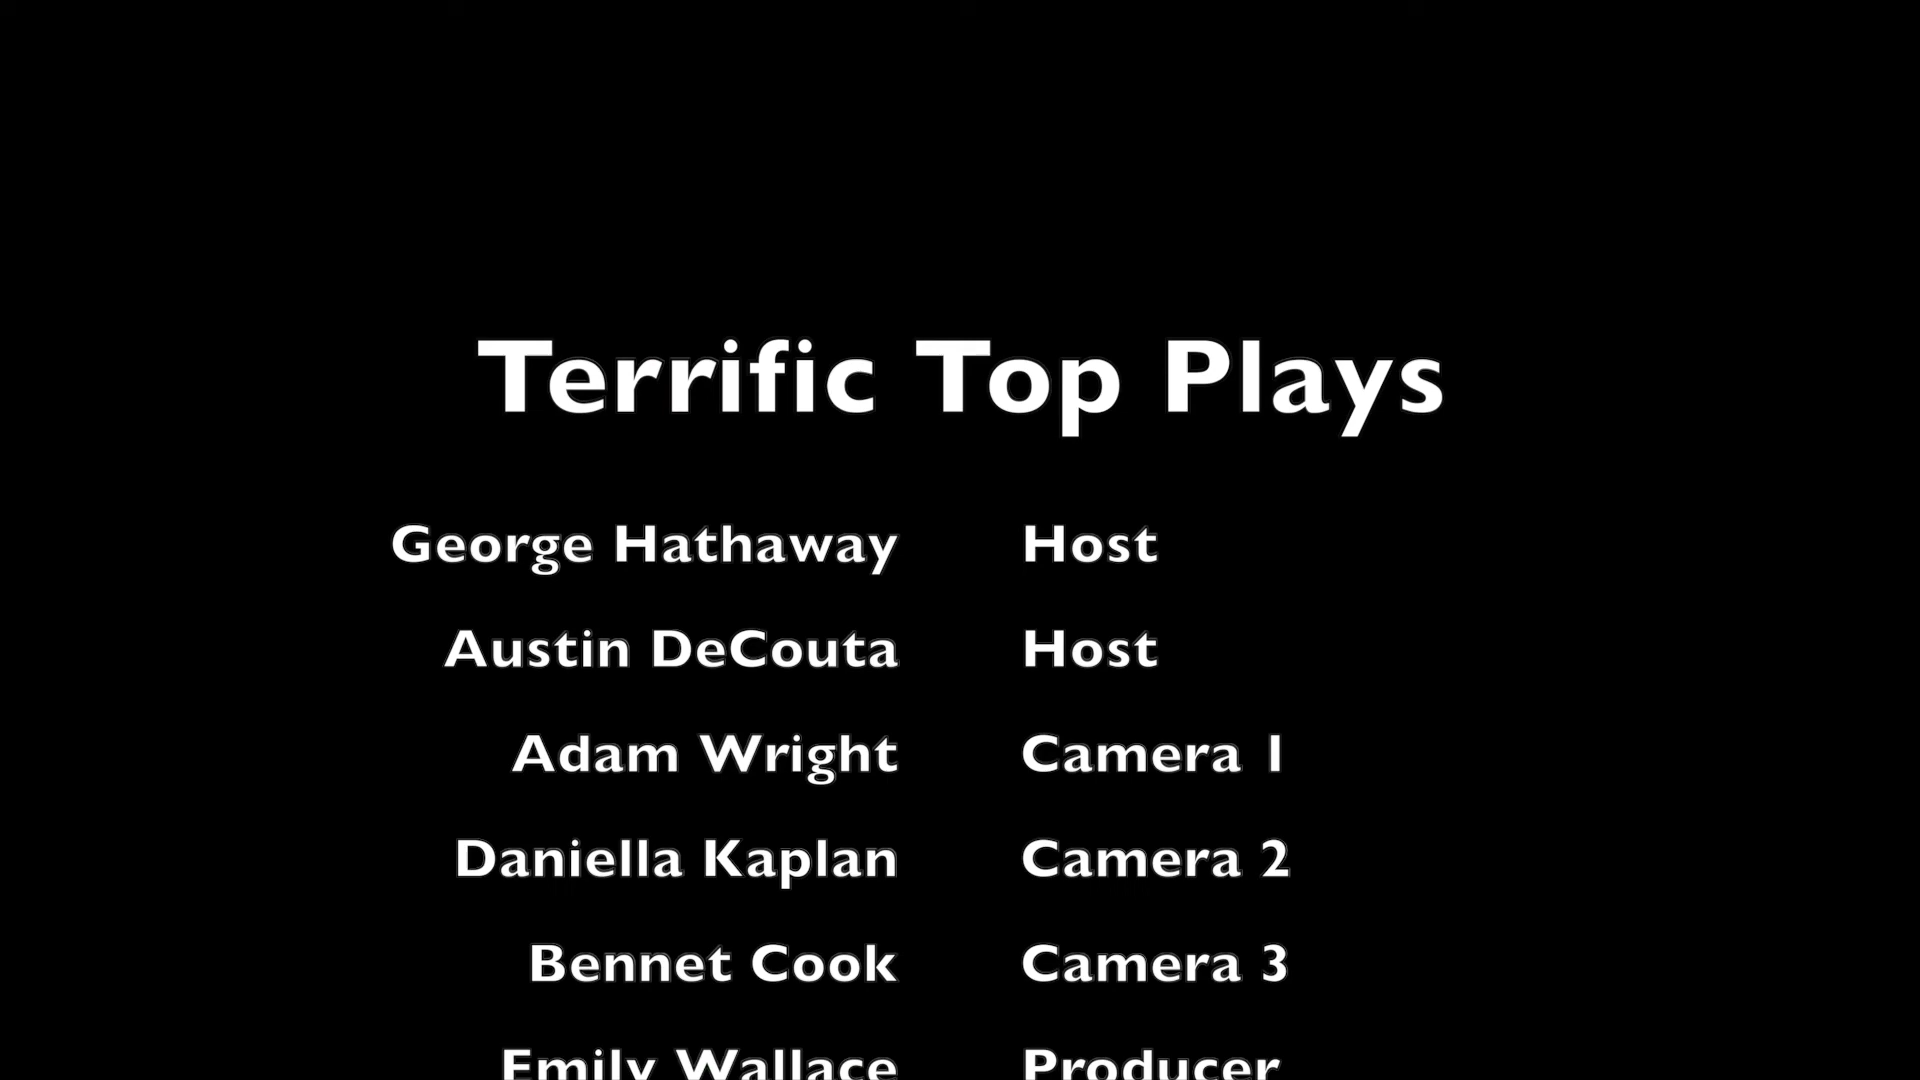 Terrific Top Plays
George Hathaway Host
Austin DeCouta Host
Adam Wright Camera 1
Daniella Kaplan Camera 2
Bennet Cook Camera 3
Emily Wallace Producer